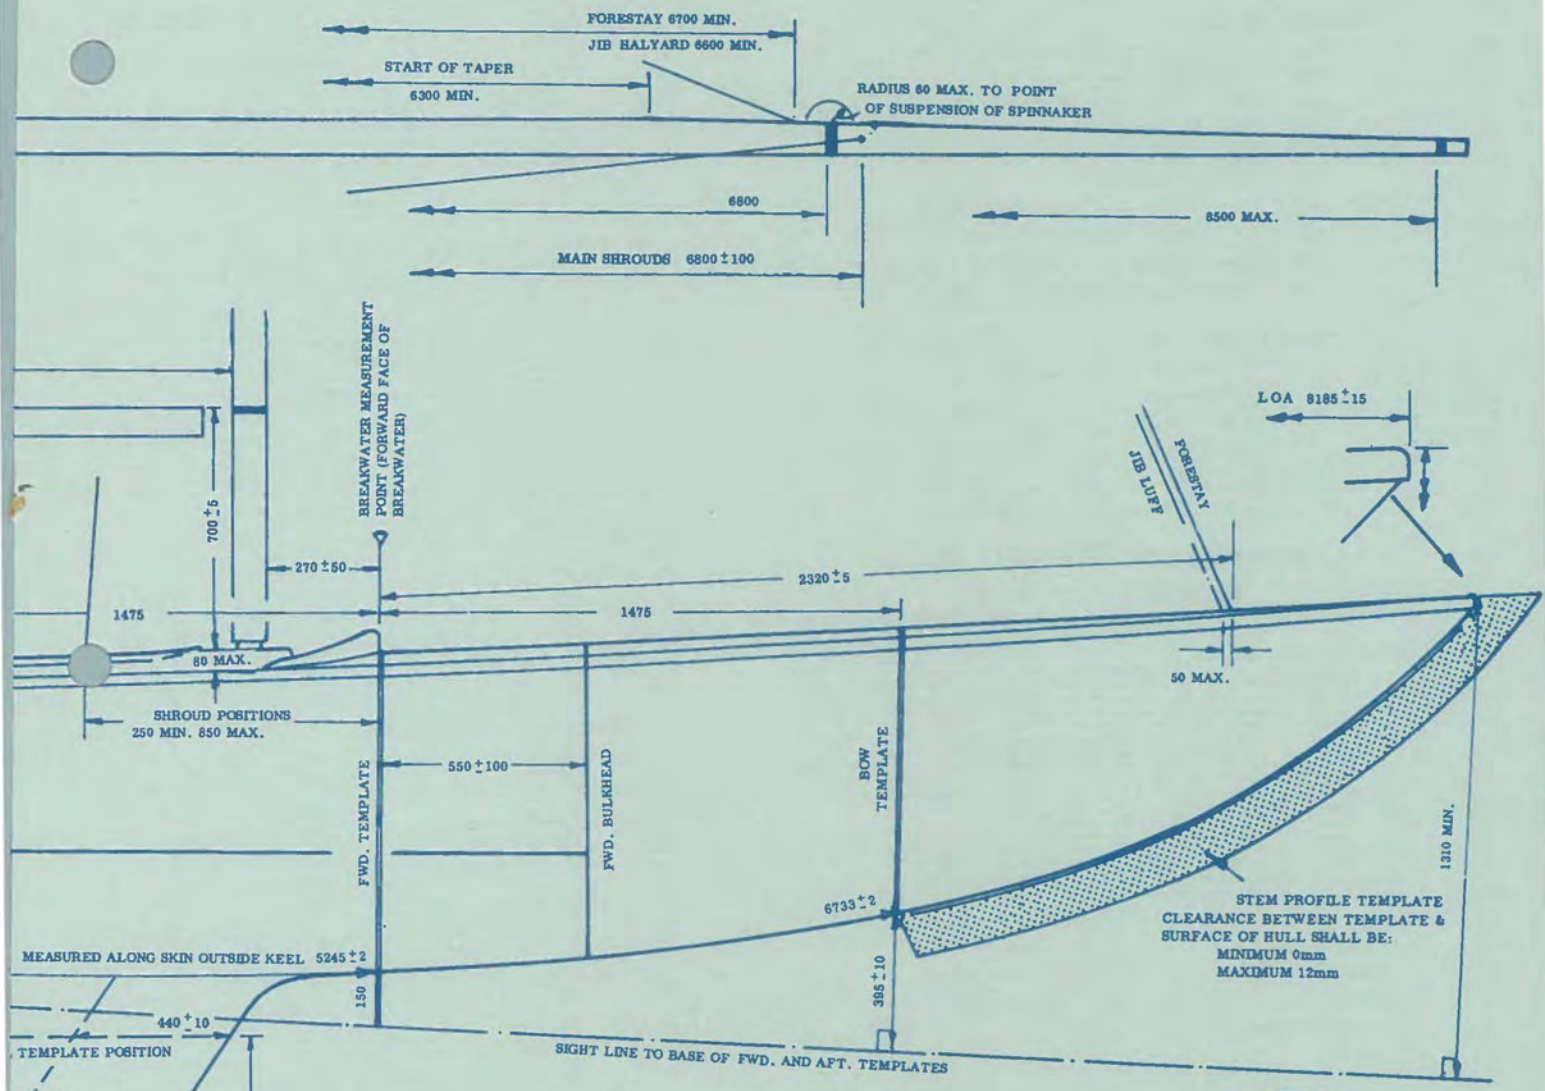 FORESTAY 6700 MIN.
JIB HALYARD 6600 MIN.
START OF TAPER
6300 MIN.
RADIUS 60 MAX. TO POINT
OF SUSPENSION OF SPINNAKER
6800
8500 MAX.
MAIN SHROUDS 6800 ± 100
BREAKWATER MEASUREMENT
POINT (FORWARD FACE OF
BREAKWATER)
LOA 8185 ± 15
FORESTAY
JIB LUFF
700 ± 5
270 ± 50
2320 ± 5
1475
1475
80 MAX.
50 MAX.
SHROUD POSITIONS
250 MIN. 850 MAX.
550 ± 100
FWD. TEMPLATE
FWD. BULKHEAD
BOW
TEMPLATE
1310 MIN.
6733 ± 2
STEM PROFILE TEMPLATE
CLEARANCE BETWEEN TEMPLATE &
SURFACE OF HULL SHALL BE:
MINIMUM 0mm
MAXIMUM 12mm
MEASURED ALONG SKIN OUTSIDE KEEL 5245 ± 2
150
395 ± 10
440 ± 10
. TEMPLATE POSITION
SIGHT LINE TO BASE OF FWD. AND AFT. TEMPLATES